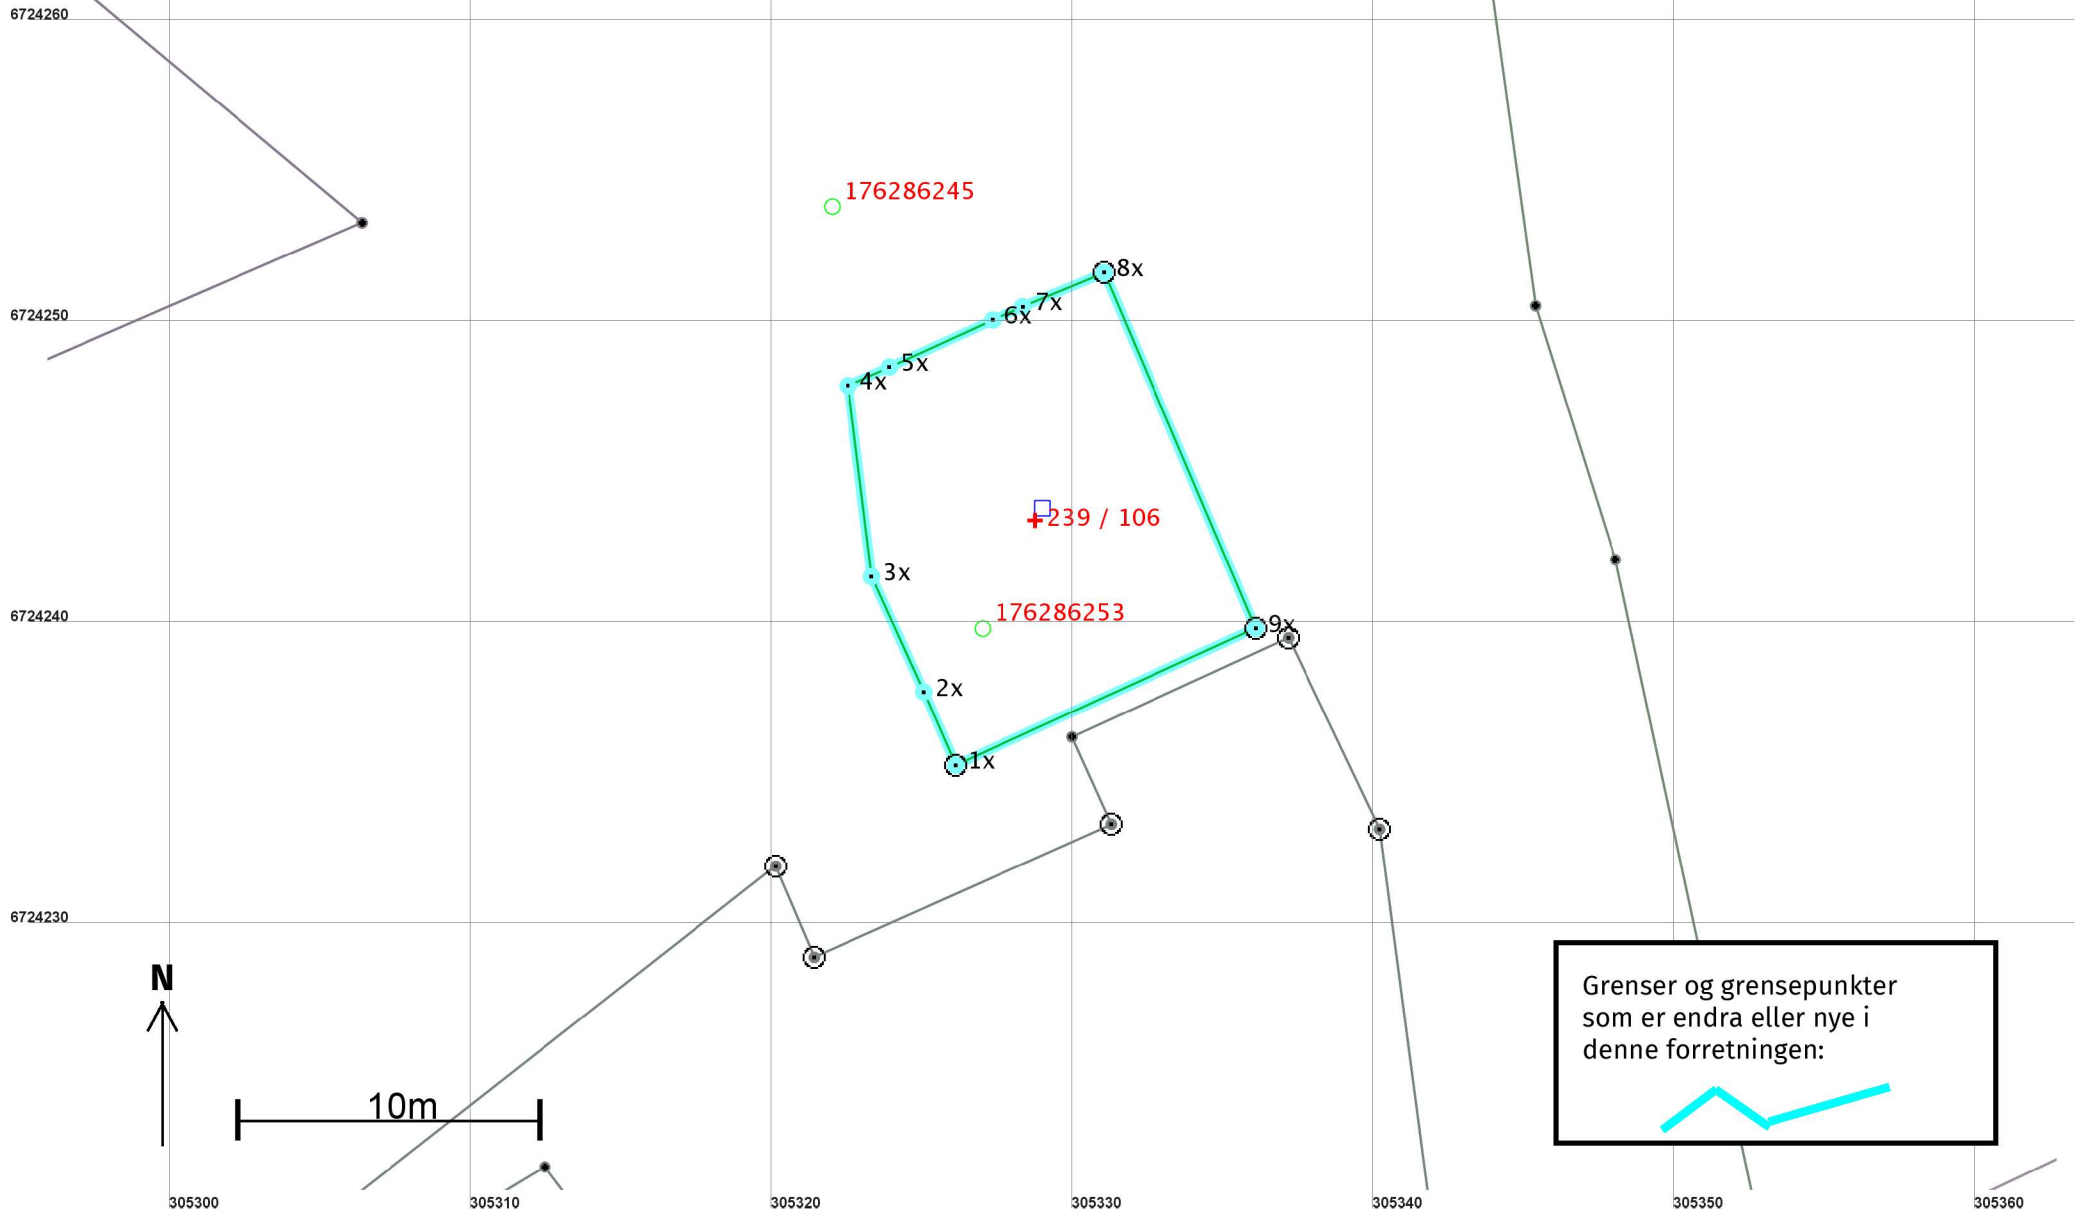 6724260
176286245
8x
7x
6x
6724250
5x
4x
239 / 106
3x
176286253
6724240
9x
2x
1x
6724230
N
Grenser og grensepunkter
som er endra eller nye i
denne forretningen:
10m
305300
305310
305320
305330
305340
305350
305360